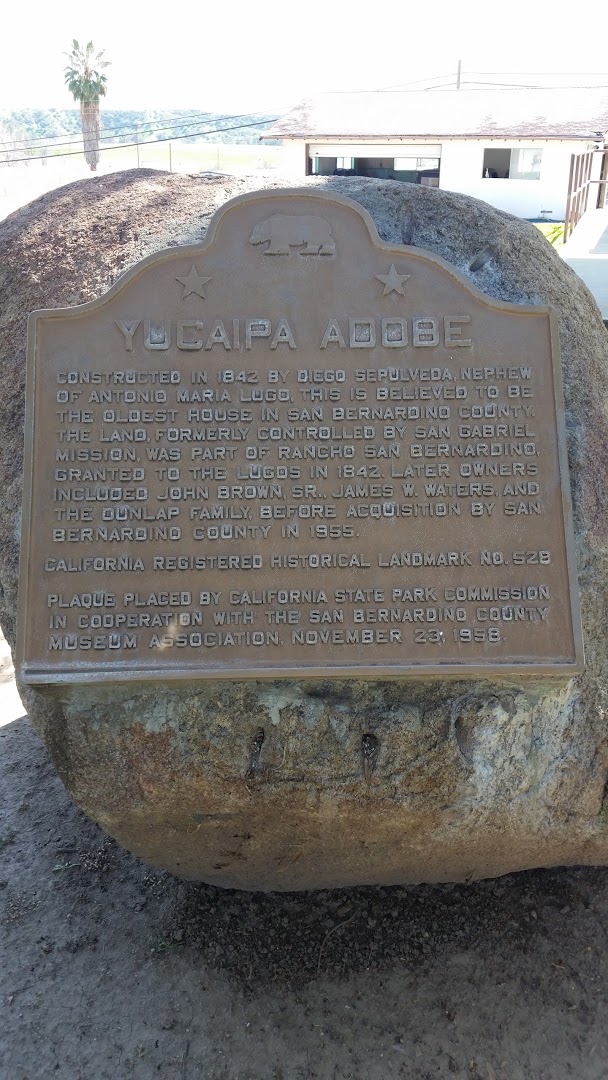 YUCAIPA ADOBE
CONSTRUCTED IN 1842 BY DIEGO SEPULVEDA, NEPHEW
OF ANTONIO MARIA LUGO, THIS IS BELIEVED TO BE
THE OLDEST HOUSE IN SAN BERNARDINO COUNTY.
THE LAND, FORMERLY CONTROLLED BY SAN GABRIEL
MISSION, WAS PART OF RANCHO SAN BERNARDINO,
GRANTED TO THE LUGOS IN 1842. LATER OWNERS
INCLUDED JOHN BROWN, SR., JAMES W. WATERS, AND
THE DUNLAP FAMILY, BEFORE ACQUISITION BY SAN
BERNARDINO COUNTY IN 1955.
CALIFORNIA REGISTERED HISTORICAL LANDMARK NO. 528
PLAQUE PLACED BY CALIFORNIA STATE PARK COMMISSION
IN COOPERATION WITH THE SAN BERNARDINO COUNTY
MUSEUM ASSOCIATION, NOVEMBER 23, 1958.